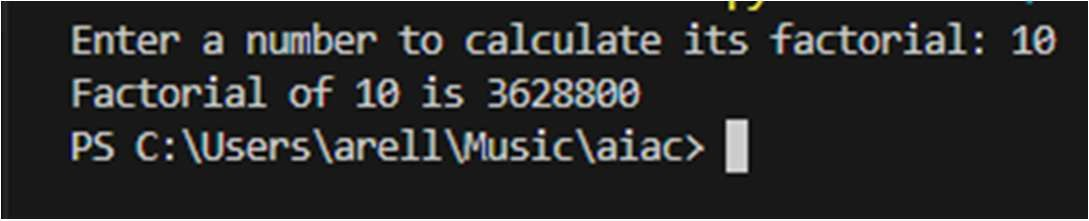 Enter a number to calculate its factorial: 10
Factorial of 10 is 3628800
PS C:\Users\arell\Music\aiac>